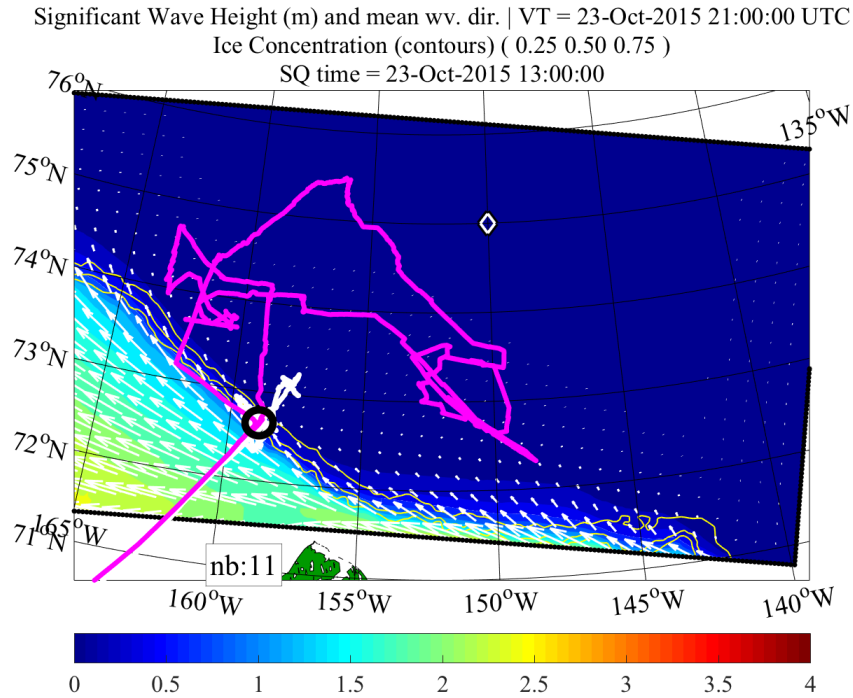 Significant Wave Height (m) and mean wv. dir. | VT = 23-Oct-2015 21:00:00 UTC
Ice Concentration (contours) ( 0.25 0.50 0.75 )
SQ time = 23-Oct-2015 13:00:00
76°N
135°W
75°N
74°N
73°N
72°N
71°N
165°W
nb:11
160°W
155°W
150°W
145°W
140°W
0 0.5 1 1.5 2 2.5 3 3.5 4